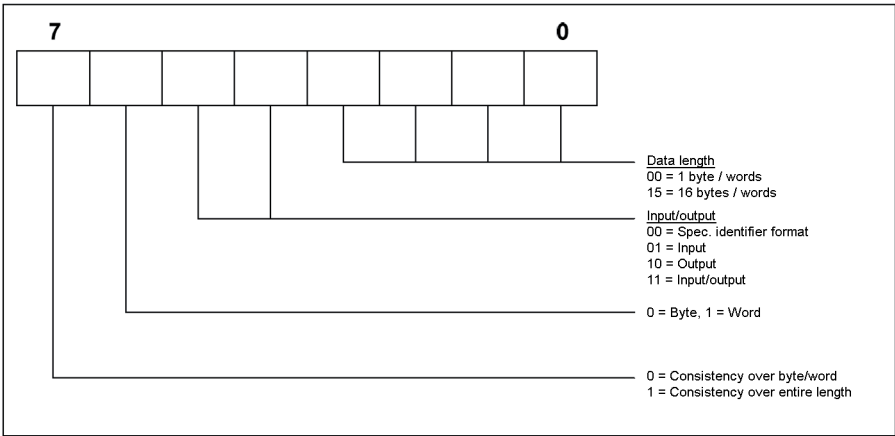 7 0
Data length
00 = 1 byte / words
15 = 16 bytes / words
Input/output
00 = Spec. identifier format
01 = Input
10 = Output
11 = Input/output
0 = Byte, 1 = Word
0 = Consistency over byte/word
1 = Consistency over entire length